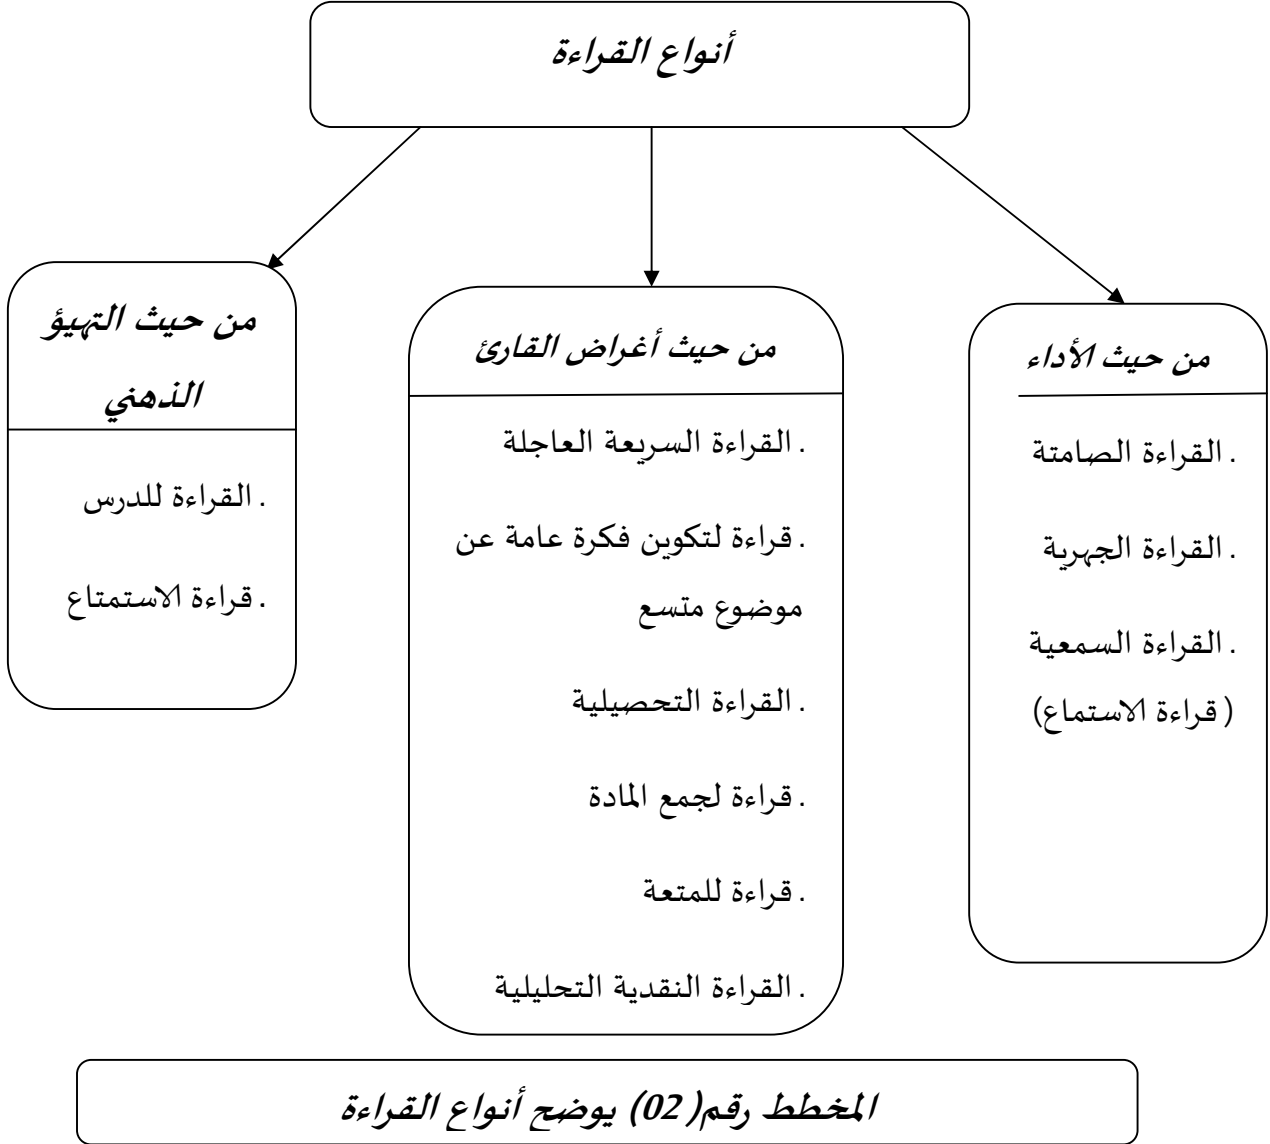 أنواع القراءة
من حيث الأداء
. القراءة الصامتة
. القراءة الجهرية
. القراءة السمعية
(قراءة الاستماع)
من حيث أغراض القارئ
. القراءة السريعة العاجلة
. قراءة لتكوين فكرة عامة عن
موضوع متسع
. القراءة التحصيلية
. قراءة لجمع المادة
. قراءة للمتعة
. القراءة النقدية التحليلية
من حيث التهيؤ
الذهني
. القراءة للدرس
. قراءة الاستمتاع
المخطط رقم(02) يوضح أنواع القراءة